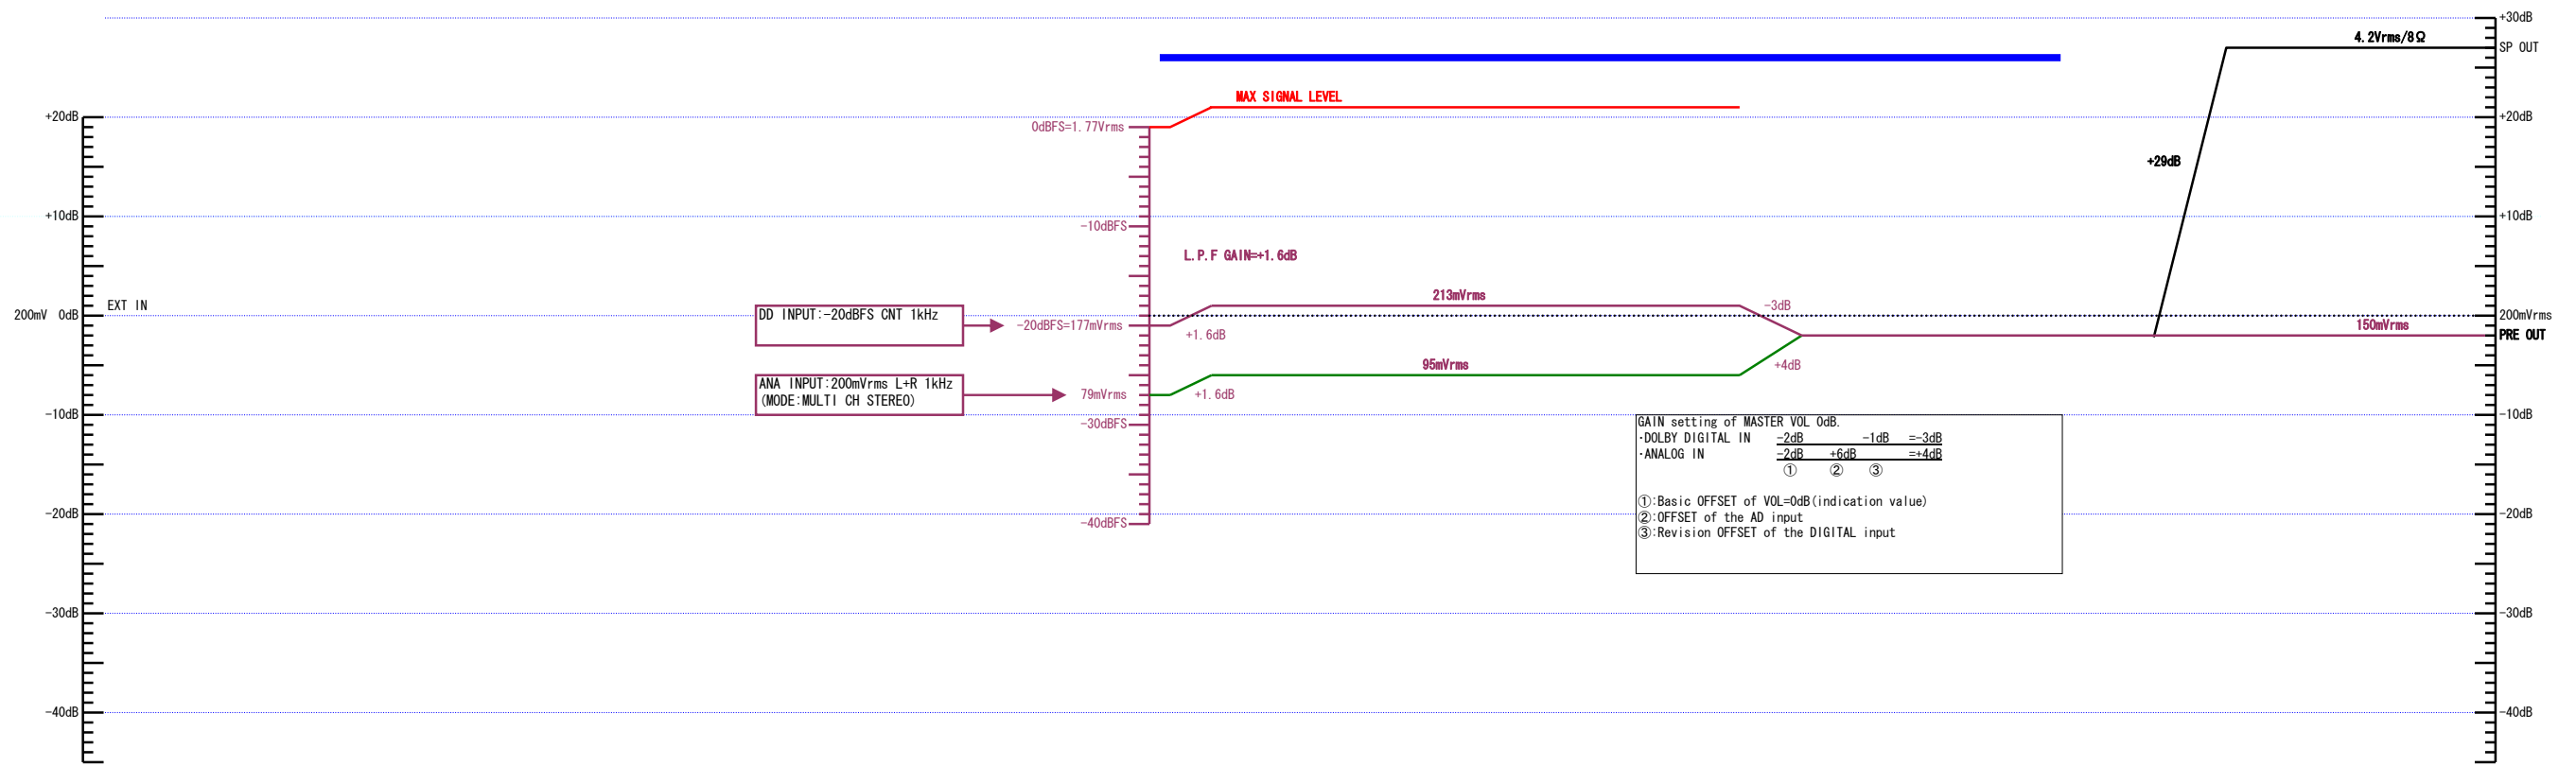 +30dB
4.2Vrms/8Ω
SP OUT
MAX SIGNAL LEVEL
+20dB
0dBFS=1.77Vrms
+20dB
+29dB
+10dB
-10dBFS
+10dB
L.P.F GAIN=+1.6dB
EXT IN
213mVrms
-3dB
200mV 0dB
DD INPUT:-20dBFS CNT 1kHz
-20dBFS=177mVrms
+1.6dB
200mVrms
150mVrms
PRE OUT
95mVrms
+4dB
ANA INPUT:200mVrms L+R 1kHz
(MODE:MULTI CH STEREO)
79mVrms
+1.6dB
-10dB
-30dBFS
-10dB
GAIN setting of MASTER VOL 0dB.
・DOLBY DIGITAL IN -2dB -1dB =-3dB
・ANALOG IN -2dB +6dB =+4dB
① ② ③
①:Basic OFFSET of VOL=0dB(indication value)
②:OFFSET of the AD input
③:Revision OFFSET of the DIGITAL input
-20dB
-40dBFS
-20dB
-30dB
-30dB
-40dB
-40dB